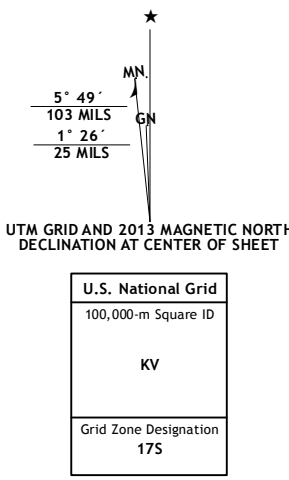 ★
MN.
5° 49´
103 MILS
GN
1° 26´
25 MILS
UTM GRID AND 2013 MAGNETIC NORTH
DECLINATION AT CENTER OF SHEET
U.S. National Grid
100,000-m Square ID
KV
Grid Zone Designation
17S